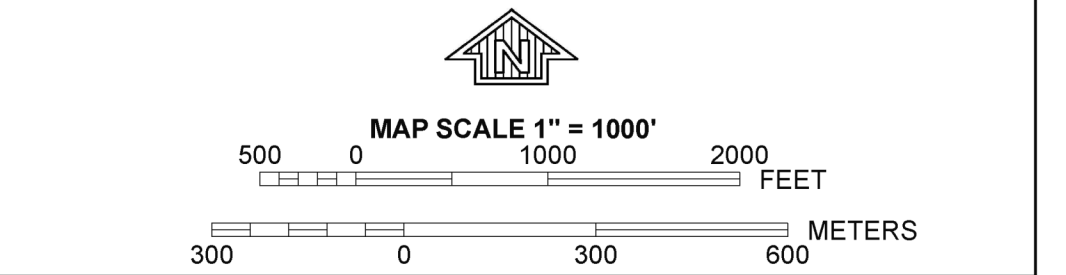 N
MAP SCALE 1" = 1000'
500 0 1000 2000
FEET
METERS
300 0 300 600